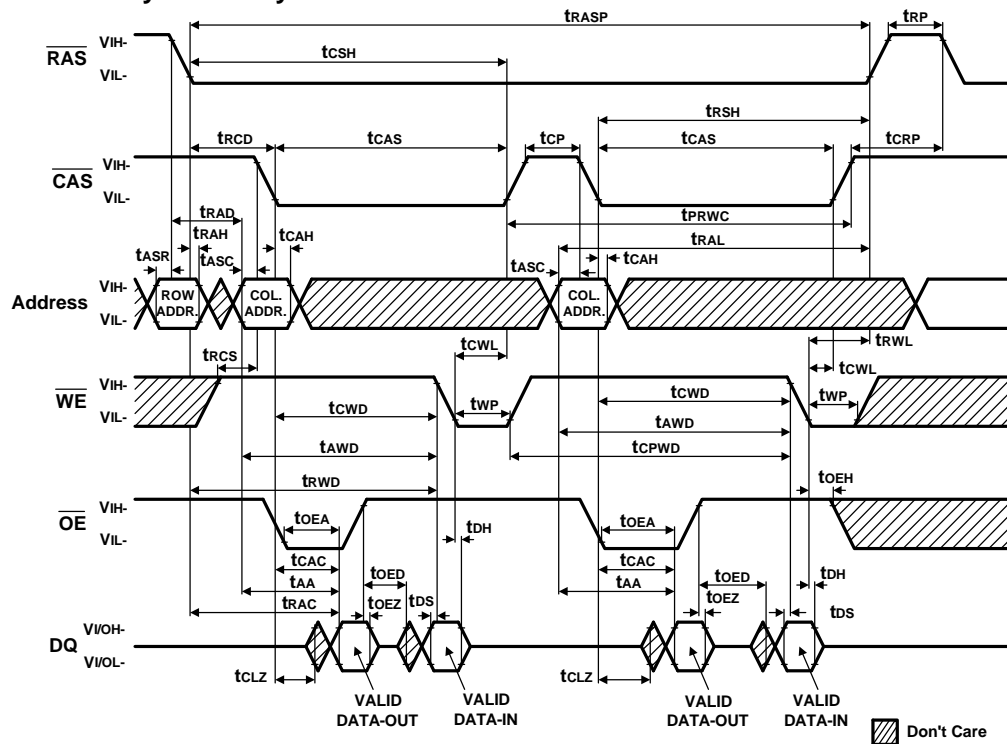 tRASP
tRP
RAS
VIH-
VIL-
tCSH
tRSH
tRCD
tCAS
tCP
tCAS
tCRP
CAS
VIH-
VIL-
tPRWC
tRAD
tRAH
tCAH
tRAL
tASR
tASC
tASC
tCAH
Address
VIH-
VIL-
ROW
ADDR.
COL.
ADDR.
COL.
ADDR.
tRWL
tRCS
tCWL
tCWL
WE
VIH-
VIL-
tCWD
tWP
tCWD
tWP
tAWD
tAWD
tCPWD
tRWD
tOEH
OE
VIH-
VIL-
tOEA
tDH
tOEA
tCAC
tCAC
tAA
tOED
tAA
tOED
tDH
tRAC
tOEZ
tDS
tOEZ
tDS
DQ
VI/OH-
VI/OL-
tCLZ
tCLZ
VALID
DATA-OUT
VALID
DATA-IN
VALID
DATA-OUT
VALID
DATA-IN
Don't Care